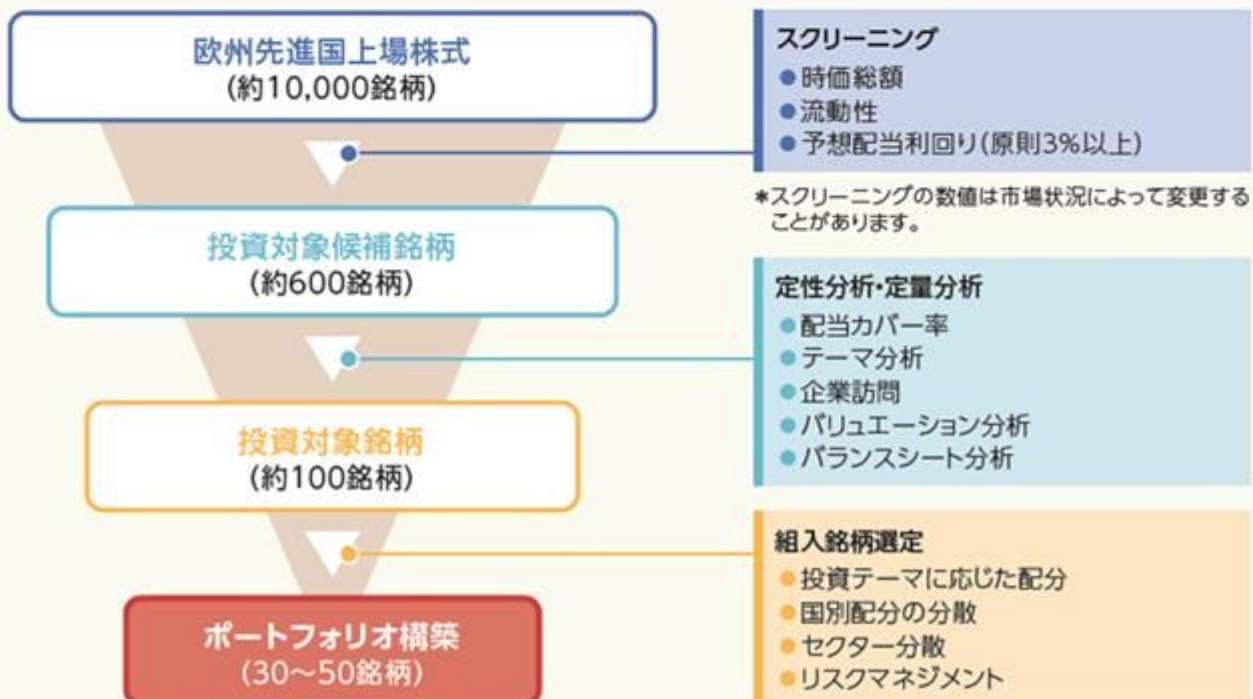 欧州先進国上場株式
(約10,000銘柄)
スクリーニング
●時価総額
●流動性
●予想配当利回り(原則3%以上)
*スクリーニングの数値は市場状況によって変更する
ことがあります。
投資対象候補銘柄
(約600銘柄)
定性分析・定量分析
●配当カバー率
●テーマ分析
●企業訪問
●バリュエーション分析
●バランスシート分析
投資対象銘柄
(約100銘柄)
組入銘柄選定
●投資テーマに応じた配分
●国別配分の分散
●セクター分散
●リスクマネジメント
ポートフォリオ構築
(30～50銘柄)